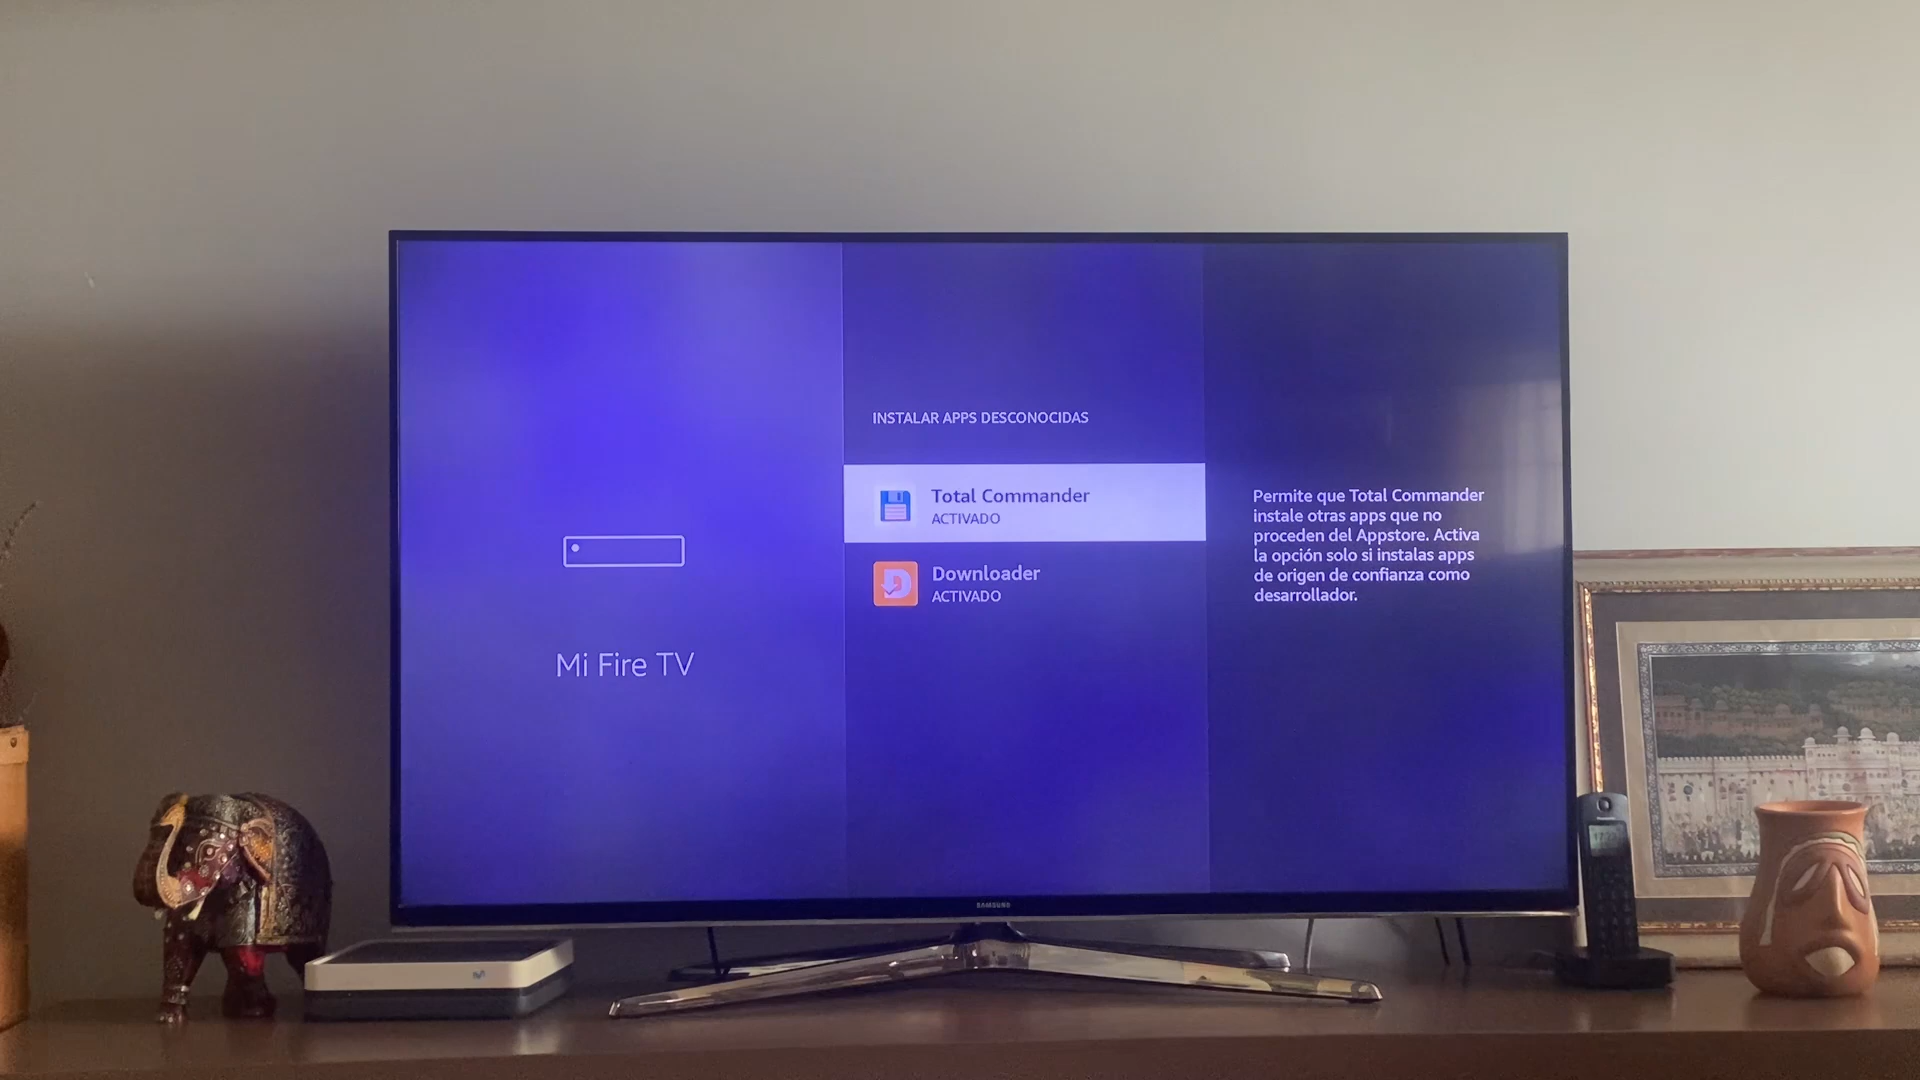 INSTALAR APPS DESCONOCIDAS
Total Commander
ACTIVADO
Downloader
ACTIVADO
Permite que Total Commander
instale otras apps que no
proceden del Appstore. Activa
la opción solo si instalas apps
de origen de confianza como
desarrollador.
Mi Fire TV
SAMSUNG